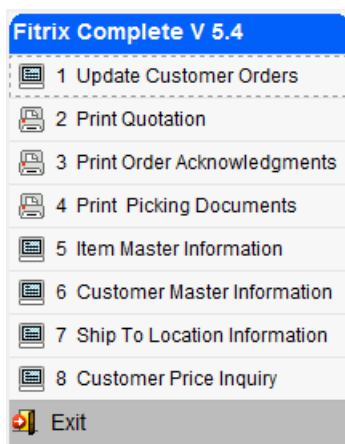 Fitrix Complete V 5.4
1 Update Customer Orders
2 Print Quotation
3 Print Order Acknowledgments
4 Print Picking Documents
5 Item Master Information
6 Customer Master Information
7 Ship To Location Information
8 Customer Price Inquiry
Exit